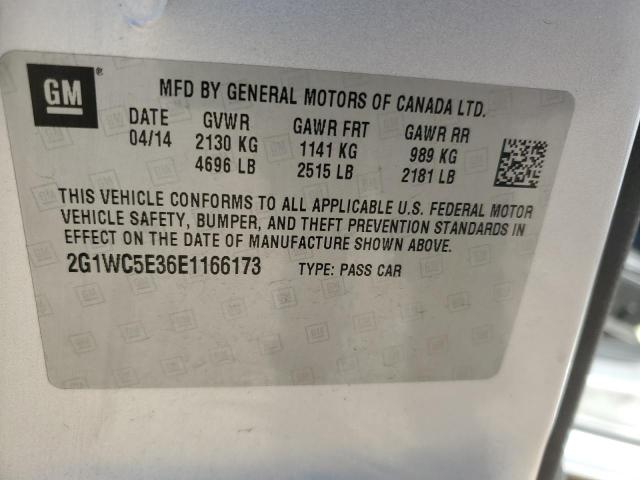 GM ® MFD BY GENERAL MOTORS OF CANADA LTD.
DATE GVWR GAWR FRT GAWR RR
04/14 2130 KG 1141 KG 989 KG
4696 LB 2515 LB 2181 LB
THIS VEHICLE CONFORMS TO ALL APPLICABLE U.S. FEDERAL MOTOR
VEHICLE SAFETY, BUMPER, AND THEFT PREVENTION STANDARDS IN
EFFECT ON THE DATE OF MANUFACTURE SHOWN ABOVE.
2G1WC5E36E1166173 TYPE: PASS CAR